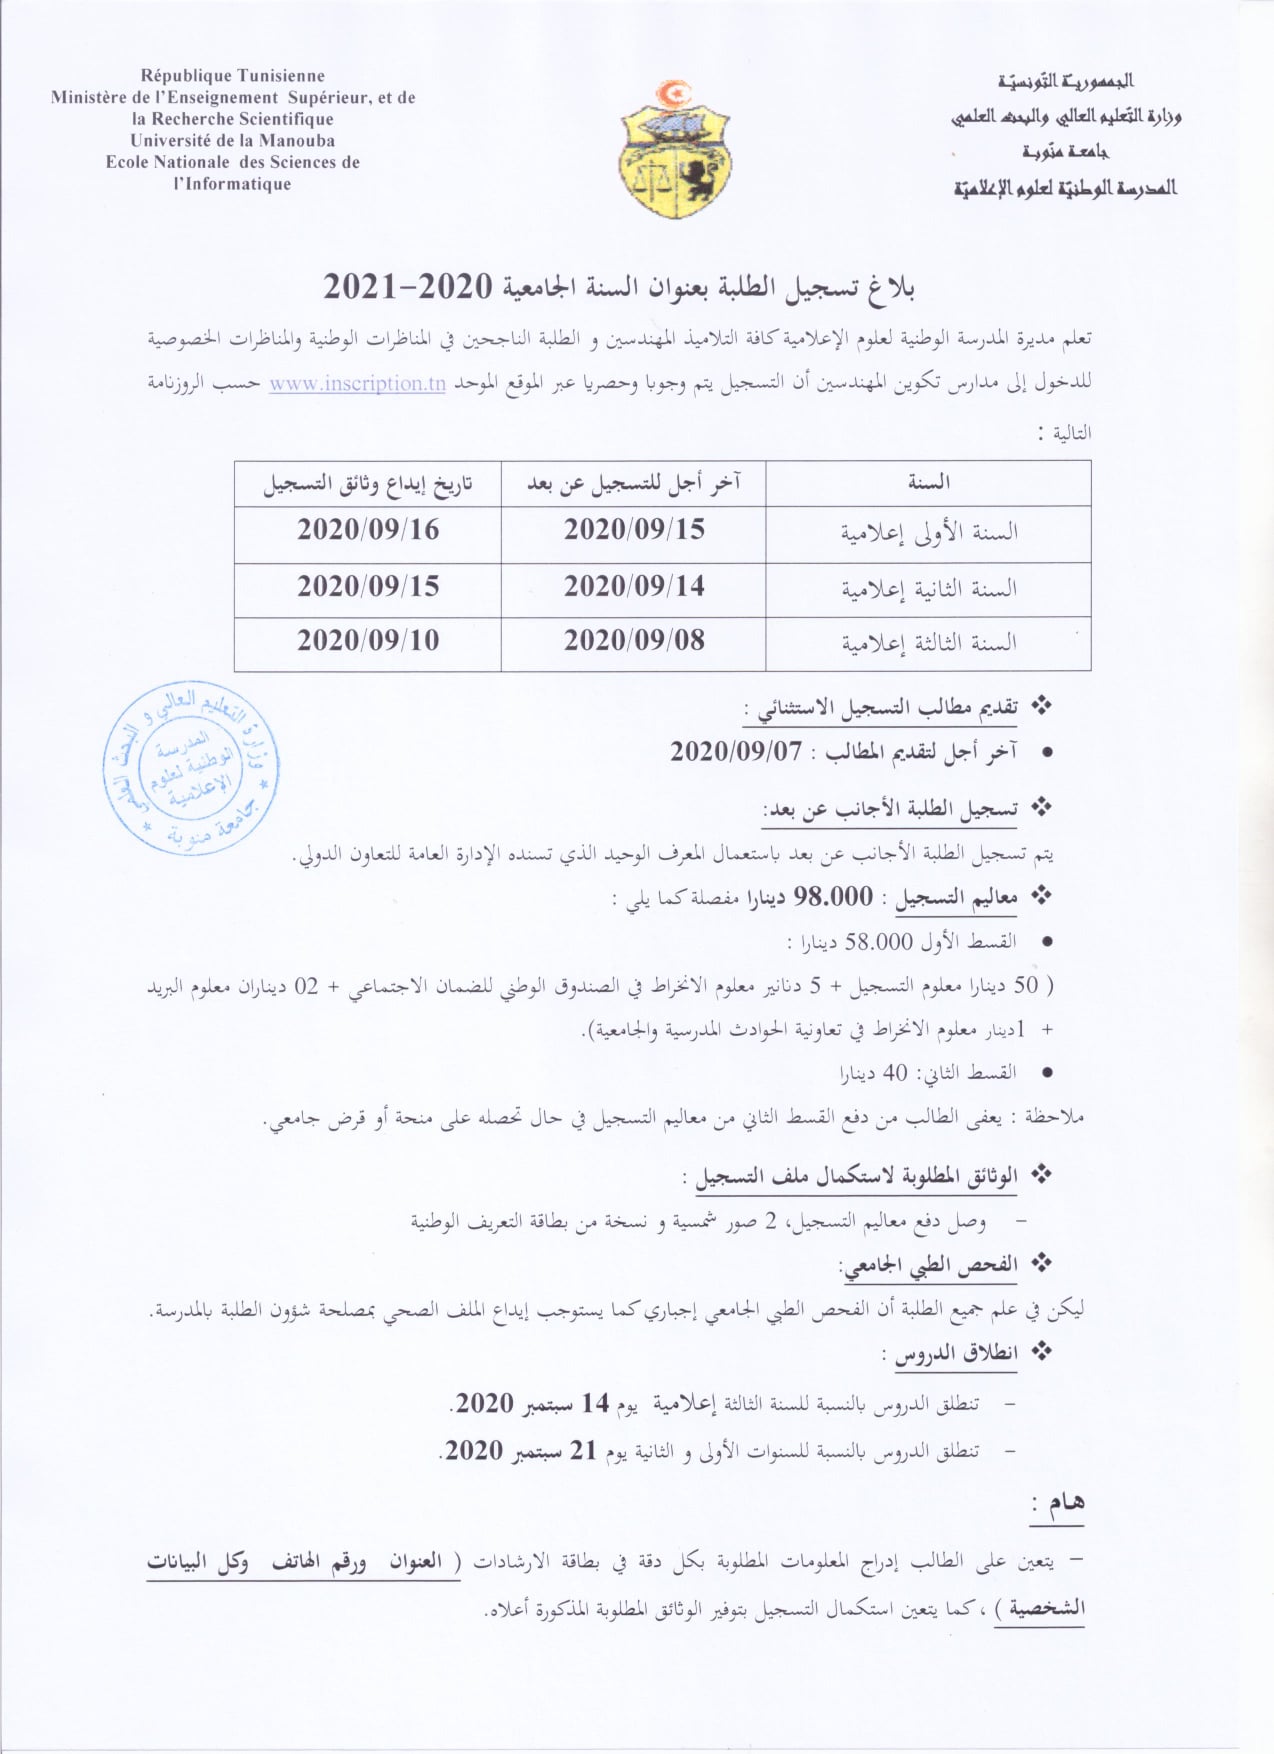 République Tunisienne
Ministère de l'Enseignement Supérieur, et de
la Recherche Scientifique
Université de la Manouba
Ecole Nationale des Sciences de
l'Informatique
الجمهوريّة التّونسيّة
وزارة التّعليم العالي والبحث العلمي
جامعة منّوبة
المدرسة الوطنيّة لعلوم الإعلاميّة
بلاغ تسجيل الطلبة بعنوان السنة الجامعية 2020-2021
تعلم مديرة المدرسة الوطنية لعلوم الإعلامية كافة التلاميذ المهندسين و الطلبة الناجحين في المناظرات الوطنية والمناظرات الخصوصية
للدخول إلى مدارس تكوين المهندسين أن التسجيل يتم وجوبا وحصريا عبر الموقع الموحد www.inscription.tn حسب الروزنامة
التالية :
السنة آخر أجل للتسجيل عن بعد تاريخ إيداع وثائق التسجيل
السنة الأولى إعلامية 2020/09/15 2020/09/16
السنة الثانية إعلامية 2020/09/14 2020/09/15
السنة الثالثة إعلامية 2020/09/08 2020/09/10
❖ تقديم مطالب التسجيل الاستثنائي :
• آخر أجل لتقديم المطالب : 2020/09/07
❖ تسجيل الطلبة الأجانب عن بعد:
يتم تسجيل الطلبة الأجانب عن بعد باستعمال المعرف الوحيد الذي تسنده الإدارة العامة للتعاون الدولي.
❖ معاليم التسجيل : 98.000 دينارا مفصلة كما يلي :
• القسط الأول 58.000 دينارا :
( 50 دينارا معلوم التسجيل + 5 دنانير معلوم الانخراط في الصندوق الوطني للضمان الاجتماعي + 02 ديناران معلوم البريد
+ 1دينار معلوم الانخراط في تعاونية الحوادث المدرسية والجامعية).
• القسط الثاني: 40 دينارا
ملاحظة : يعفى الطالب من دفع القسط الثاني من معاليم التسجيل في حال تحصله على منحة أو قرض جامعي.
❖ الوثائق المطلوبة لاستكمال ملف التسجيل :
- وصل دفع معاليم التسجيل، 2 صور شمسية و نسخة من بطاقة التعريف الوطنية
❖ الفحص الطبي الجامعي:
ليكن في علم جميع الطلبة أن الفحص الطبي الجامعي إجباري كما يستوجب إيداع الملف الصحي بمصلحة شؤون الطلبة بالمدرسة.
❖ انطلاق الدروس :
- تنطلق الدروس بالنسبة للسنة الثالثة إعلامية يوم 14 سبتمبر 2020.
- تنطلق الدروس بالنسبة للسنوات الأولى و الثانية يوم 21 سبتمبر 2020.
هام :
- يتعين على الطالب إدراج المعلومات المطلوبة بكل دقة في بطاقة الارشادات ( العنوان ورقم الهاتف وكل البيانات
الشخصية ) ، كما يتعين استكمال التسجيل بتوفير الوثائق المطلوبة المذكورة أعلاه.
وزارة التعليم العالي و البحث العلمي
* جامعة منوبة *
المدرسة
الوطنية لعلوم
الإعلامية